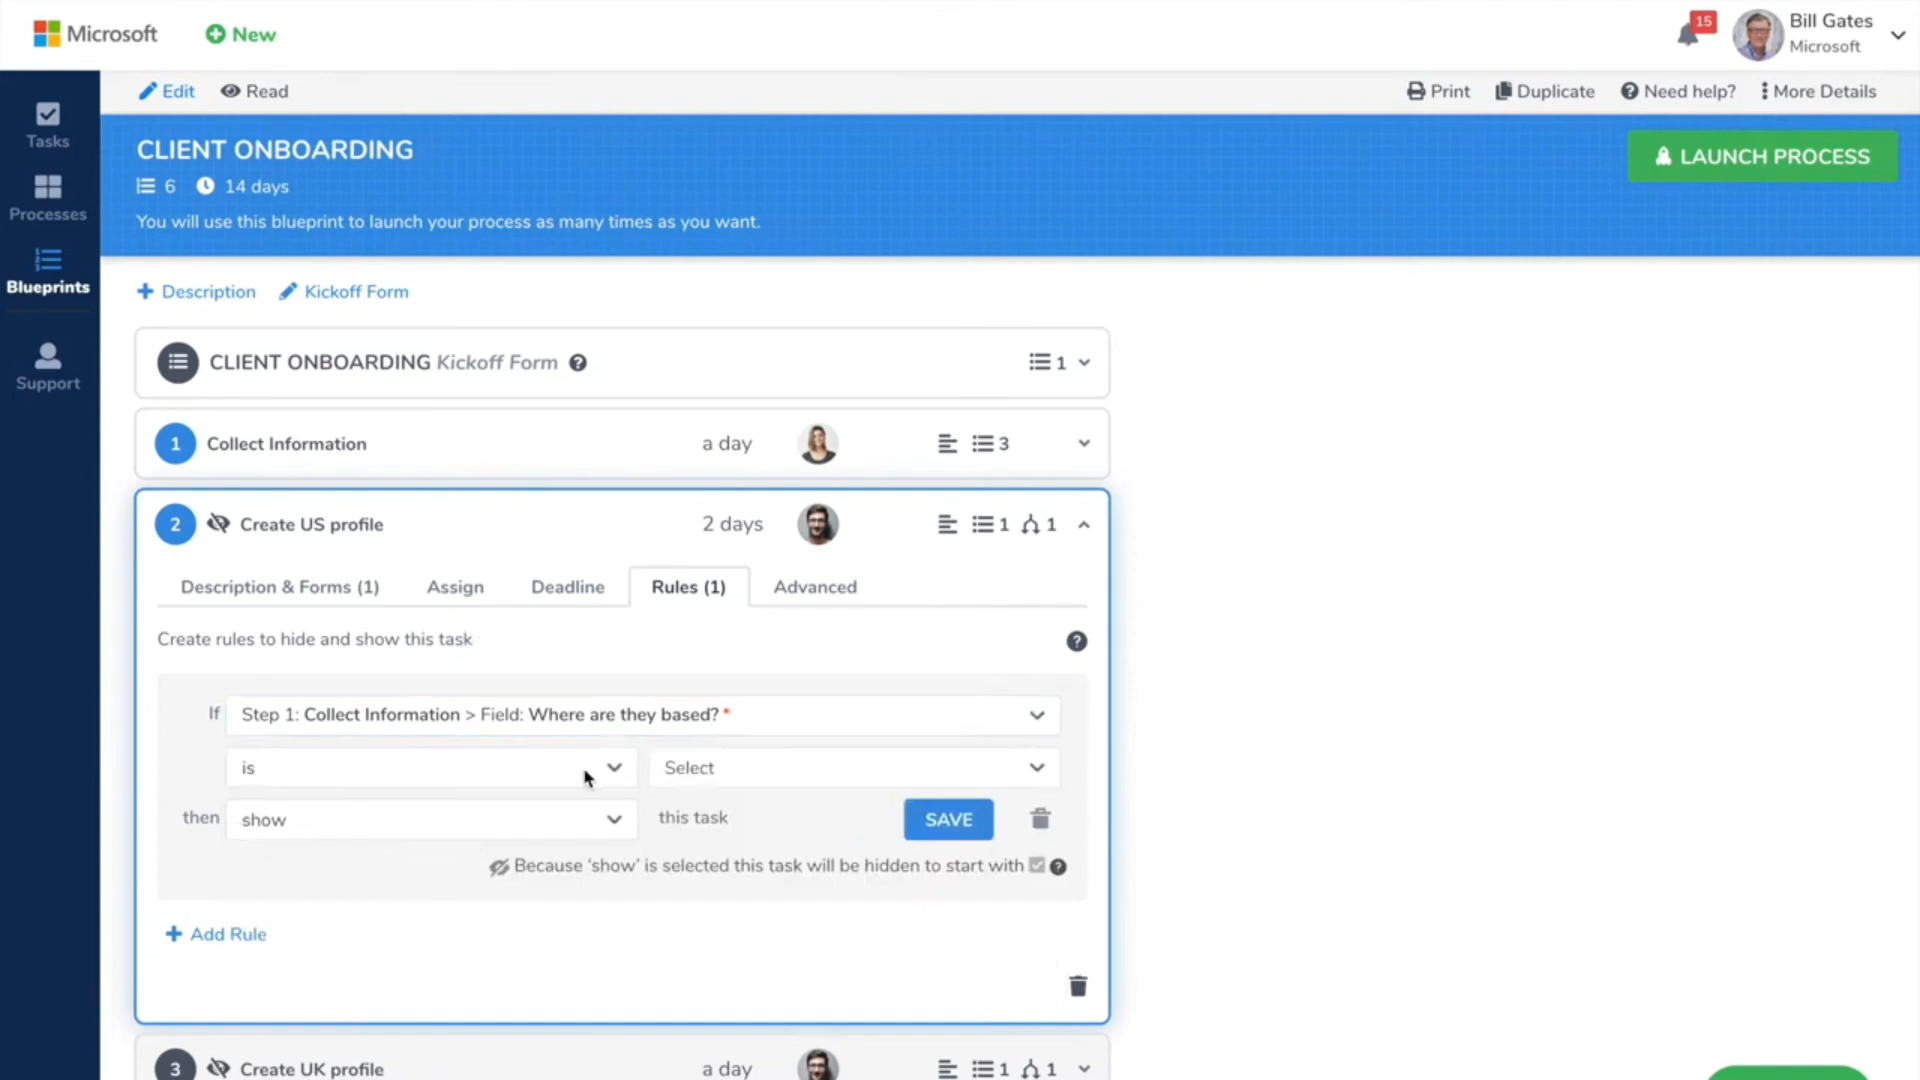 Microsoft
New
15
Bill Gates
Microsoft
Tasks
Processes
Blueprints
Support
Edit
Read
Print
Duplicate
Need help?
More Details
CLIENT ONBOARDING
6
14 days
You will use this blueprint to launch your process as many times as you want.
LAUNCH PROCESS
+ Description
Kickoff Form
CLIENT ONBOARDING Kickoff Form ?
1
1 Collect Information a day 3
2 Create US profile 2 days 1 1
Description & Forms (1) Assign Deadline Rules (1) Advanced
Create rules to hide and show this task ?
If Step 1: Collect Information > Field: Where are they based? *
is Select
then show this task SAVE
Because 'show' is selected this task will be hidden to start with ?
+ Add Rule
3 Create UK profile a day 1 1